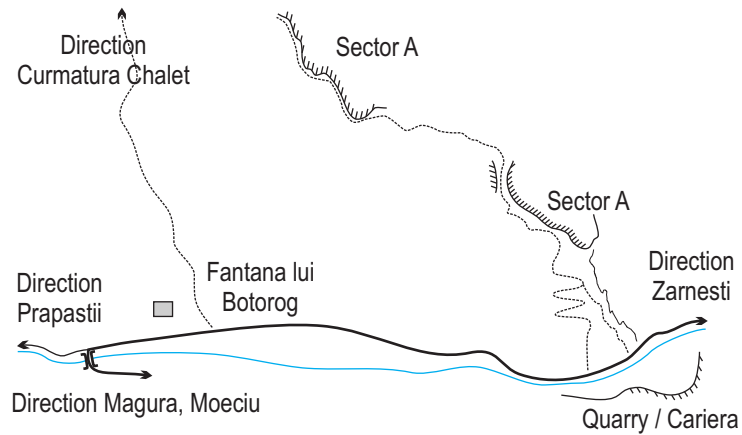 Direction
Curmatura Chalet
Sector A
Sector A
Direction
Zarnesti
Fantana lui
Botorog
Direction
Prapastii
Direction Magura, Moeciu
Quarry / Cariera